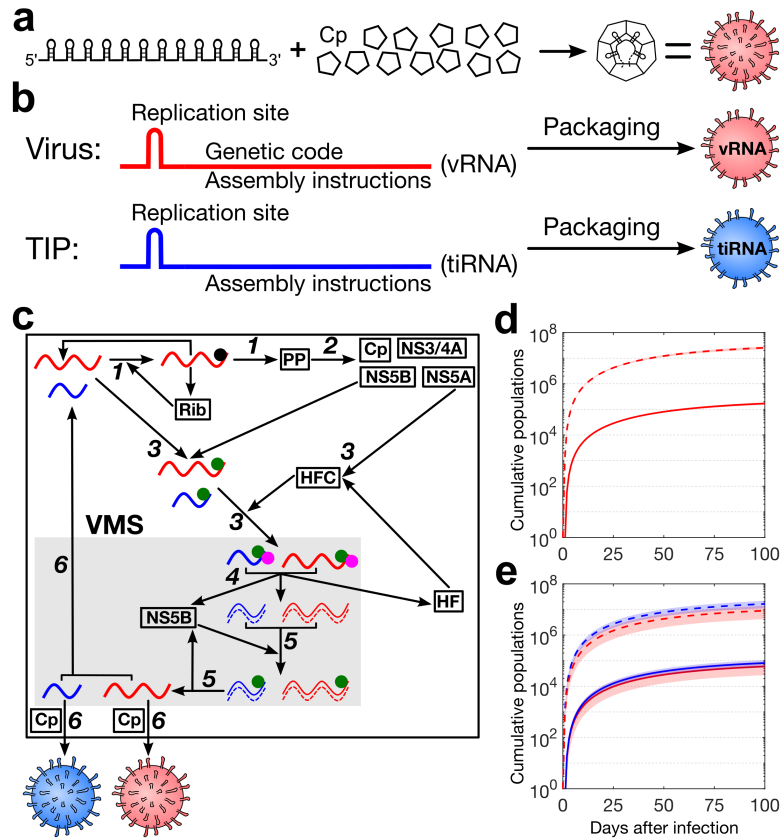 a
5' 3' + Cp =
b
Replication site
Virus: Genetic code (vRNA) Packaging vRNA
Assembly instructions
Replication site
TIP: (tiRNA) Packaging tiRNA
Assembly instructions
c
1 1 PP 2 Cp NS3/4A
NS5B NS5A
Rib
3 3
HFC
3
VMS
6
4
NS5B HF
5
5
Cp 6 Cp 6
d
Cumulative populations
10^8
10^6
10^4
10^2
10^0
0 25 50 75 100
e
Cumulative populations
10^8
10^6
10^4
10^2
10^0
0 25 50 75 100
Days after infection